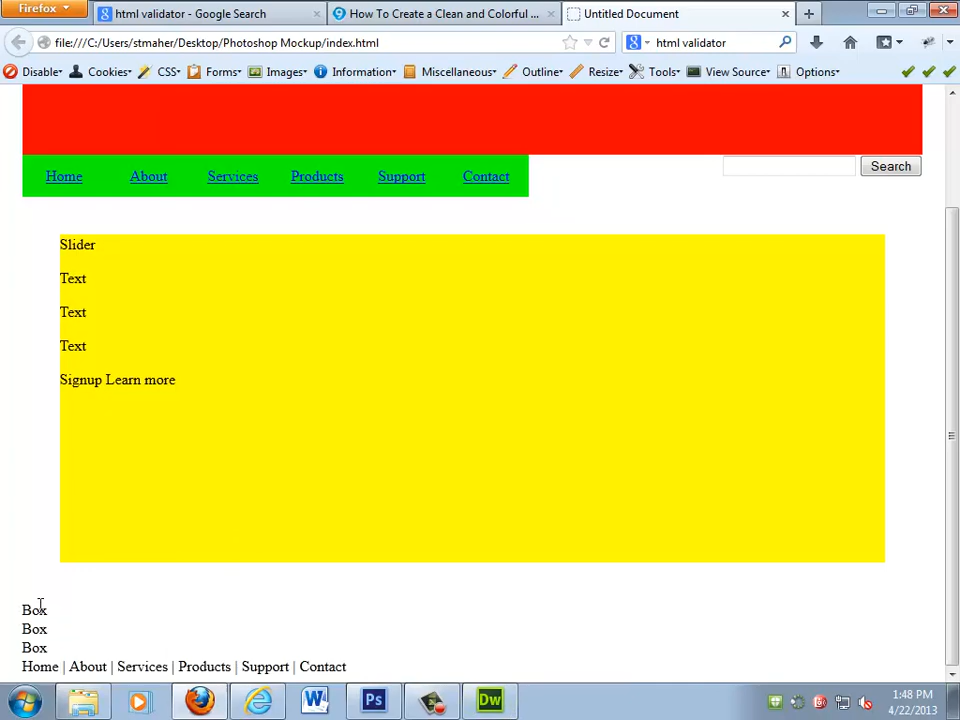 Firefox
html validator - Google Search
How To Create a Clean and Colorful ...
Untitled Document
file:///C:/Users/stmaher/Desktop/Photoshop Mockup/index.html
html validator
Disable
Cookies
CSS
Forms
Images
Information
Miscellaneous
Outline
Resize
Tools
View Source
Options
Home About Services Products Support Contact
Search
Slider
Text
Text
Text
Signup Learn more
Box
Box
Box
Home | About | Services | Products | Support | Contact
1:48 PM
4/22/2013